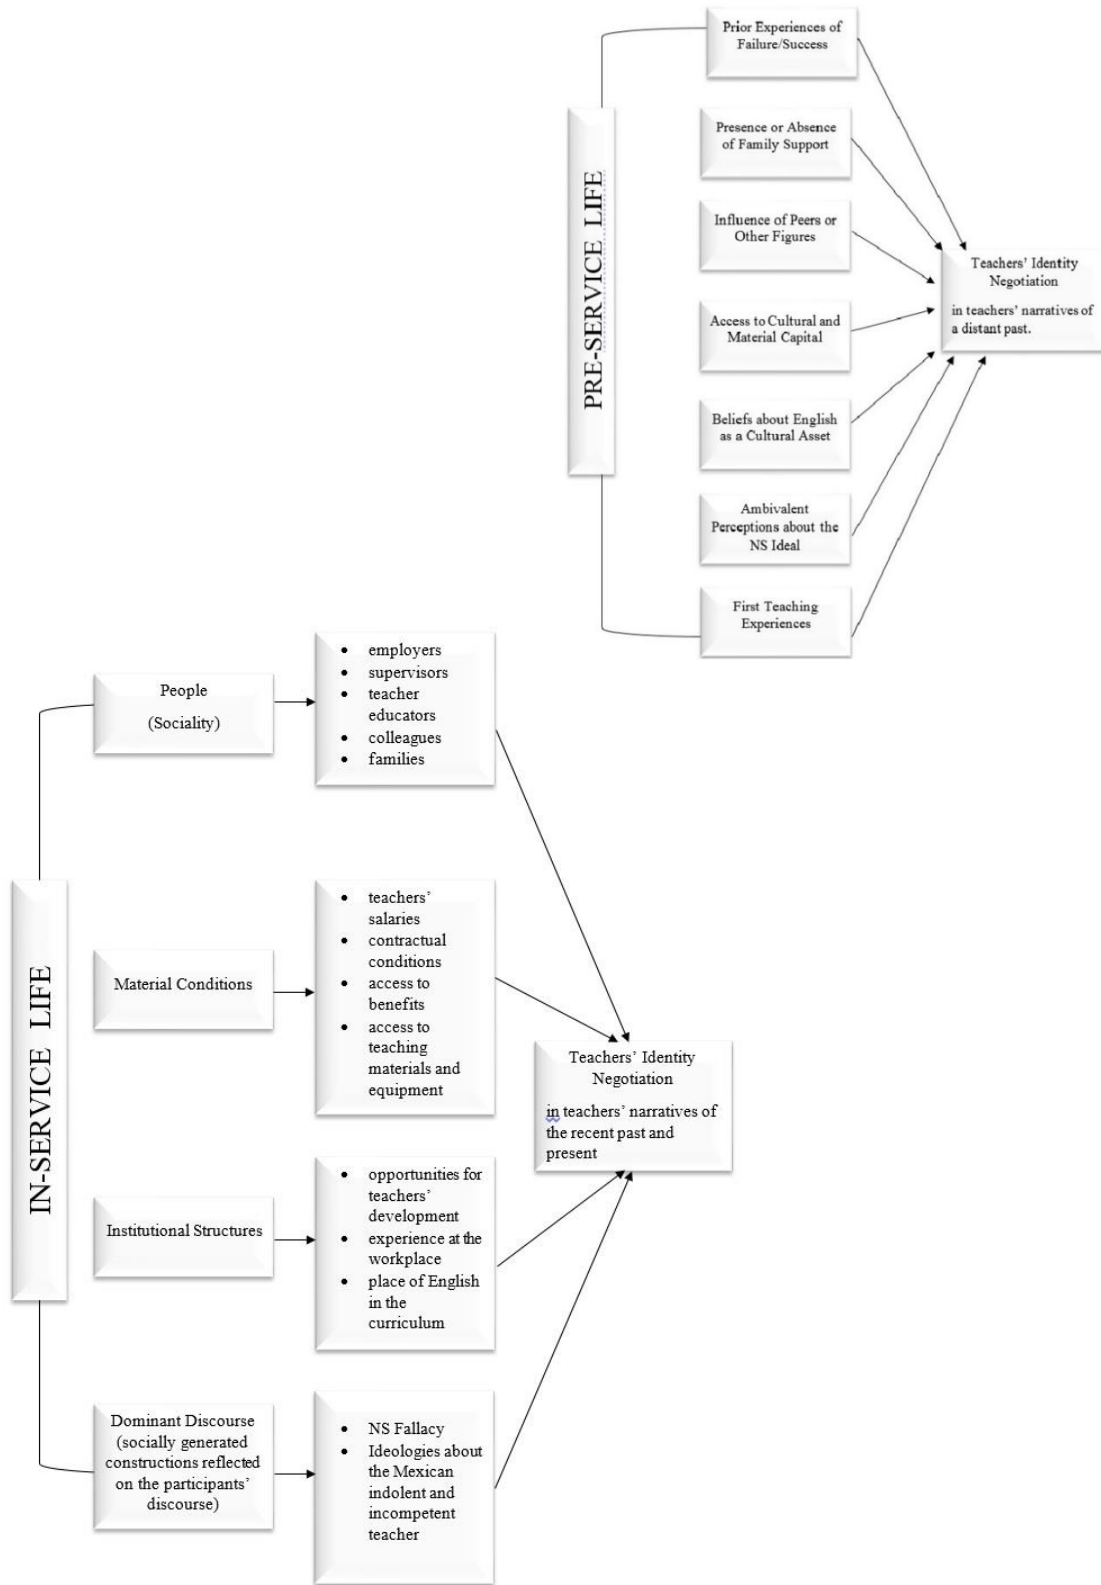 PRE-SERVICE LIFE
Prior Experiences of
Failure/Success
Presence or Absence
of Family Support
Influence of Peers or
Other Figures
Access to Cultural and
Material Capital
Beliefs about English
as a Cultural Asset
Ambivalent
Perceptions about the
NS Ideal
First Teaching
Experiences
Teachers’ Identity
Negotiation
in teachers’ narratives of
a distant past.
IN-SERVICE LIFE
People
(Sociality)
• employers
• supervisors
• teacher
educators
• colleagues
• families
Material Conditions
• teachers’
salaries
• contractual
conditions
• access to
benefits
• access to
teaching
materials and
equipment
Institutional Structures
• opportunities for
teachers’
development
• experience at the
workplace
• place of English
in the
curriculum
Dominant Discourse
(socially generated
constructions reflected
on the participants’
discourse)
• NS Fallacy
• Ideologies about
the Mexican
indolent and
incompetent
teacher
Teachers’ Identity
Negotiation
in teachers’ narratives of
the recent past and
present